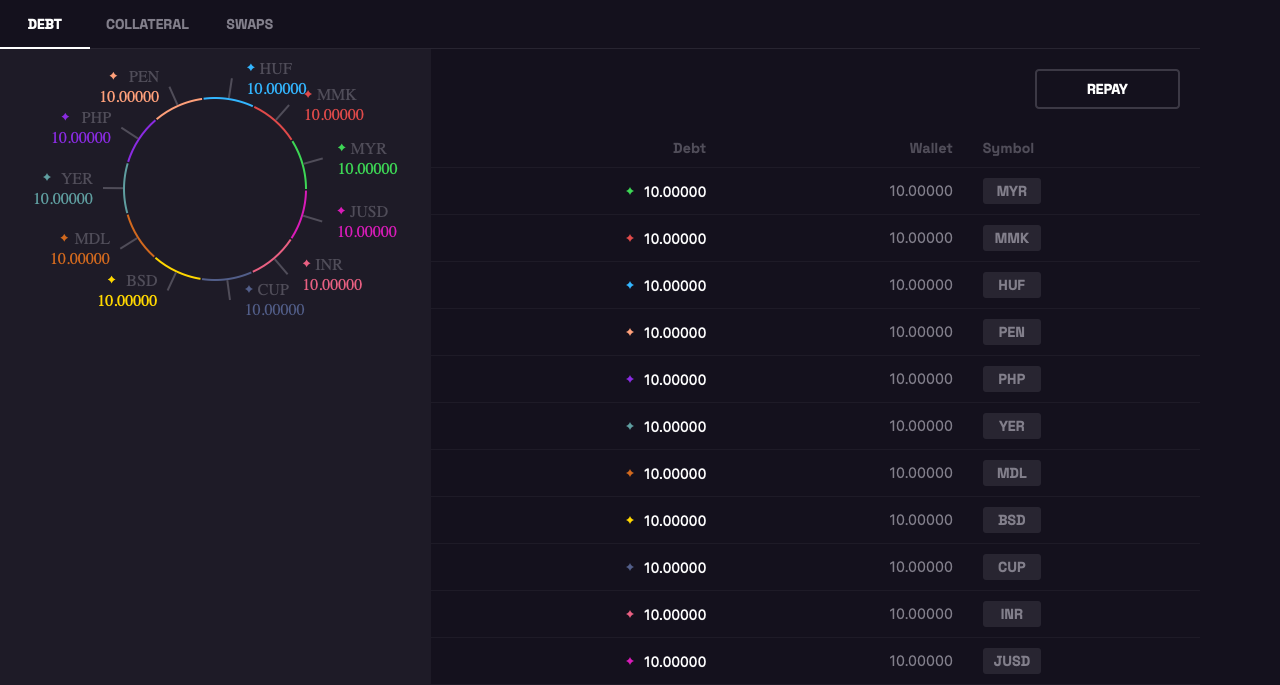 DEBT COLLATERAL SWAPS
HUF
10.00000
MMK
10.00000
MYR
10.00000
JUSD
10.00000
INR
10.00000
CUP
10.00000
BSD
10.00000
MDL
10.00000
YER
10.00000
PHP
10.00000
PEN
10.00000
REPAY
Debt Wallet Symbol
10.00000 10.00000 MYR
10.00000 10.00000 MMK
10.00000 10.00000 HUF
10.00000 10.00000 PEN
10.00000 10.00000 PHP
10.00000 10.00000 YER
10.00000 10.00000 MDL
10.00000 10.00000 BSD
10.00000 10.00000 CUP
10.00000 10.00000 INR
10.00000 10.00000 JUSD